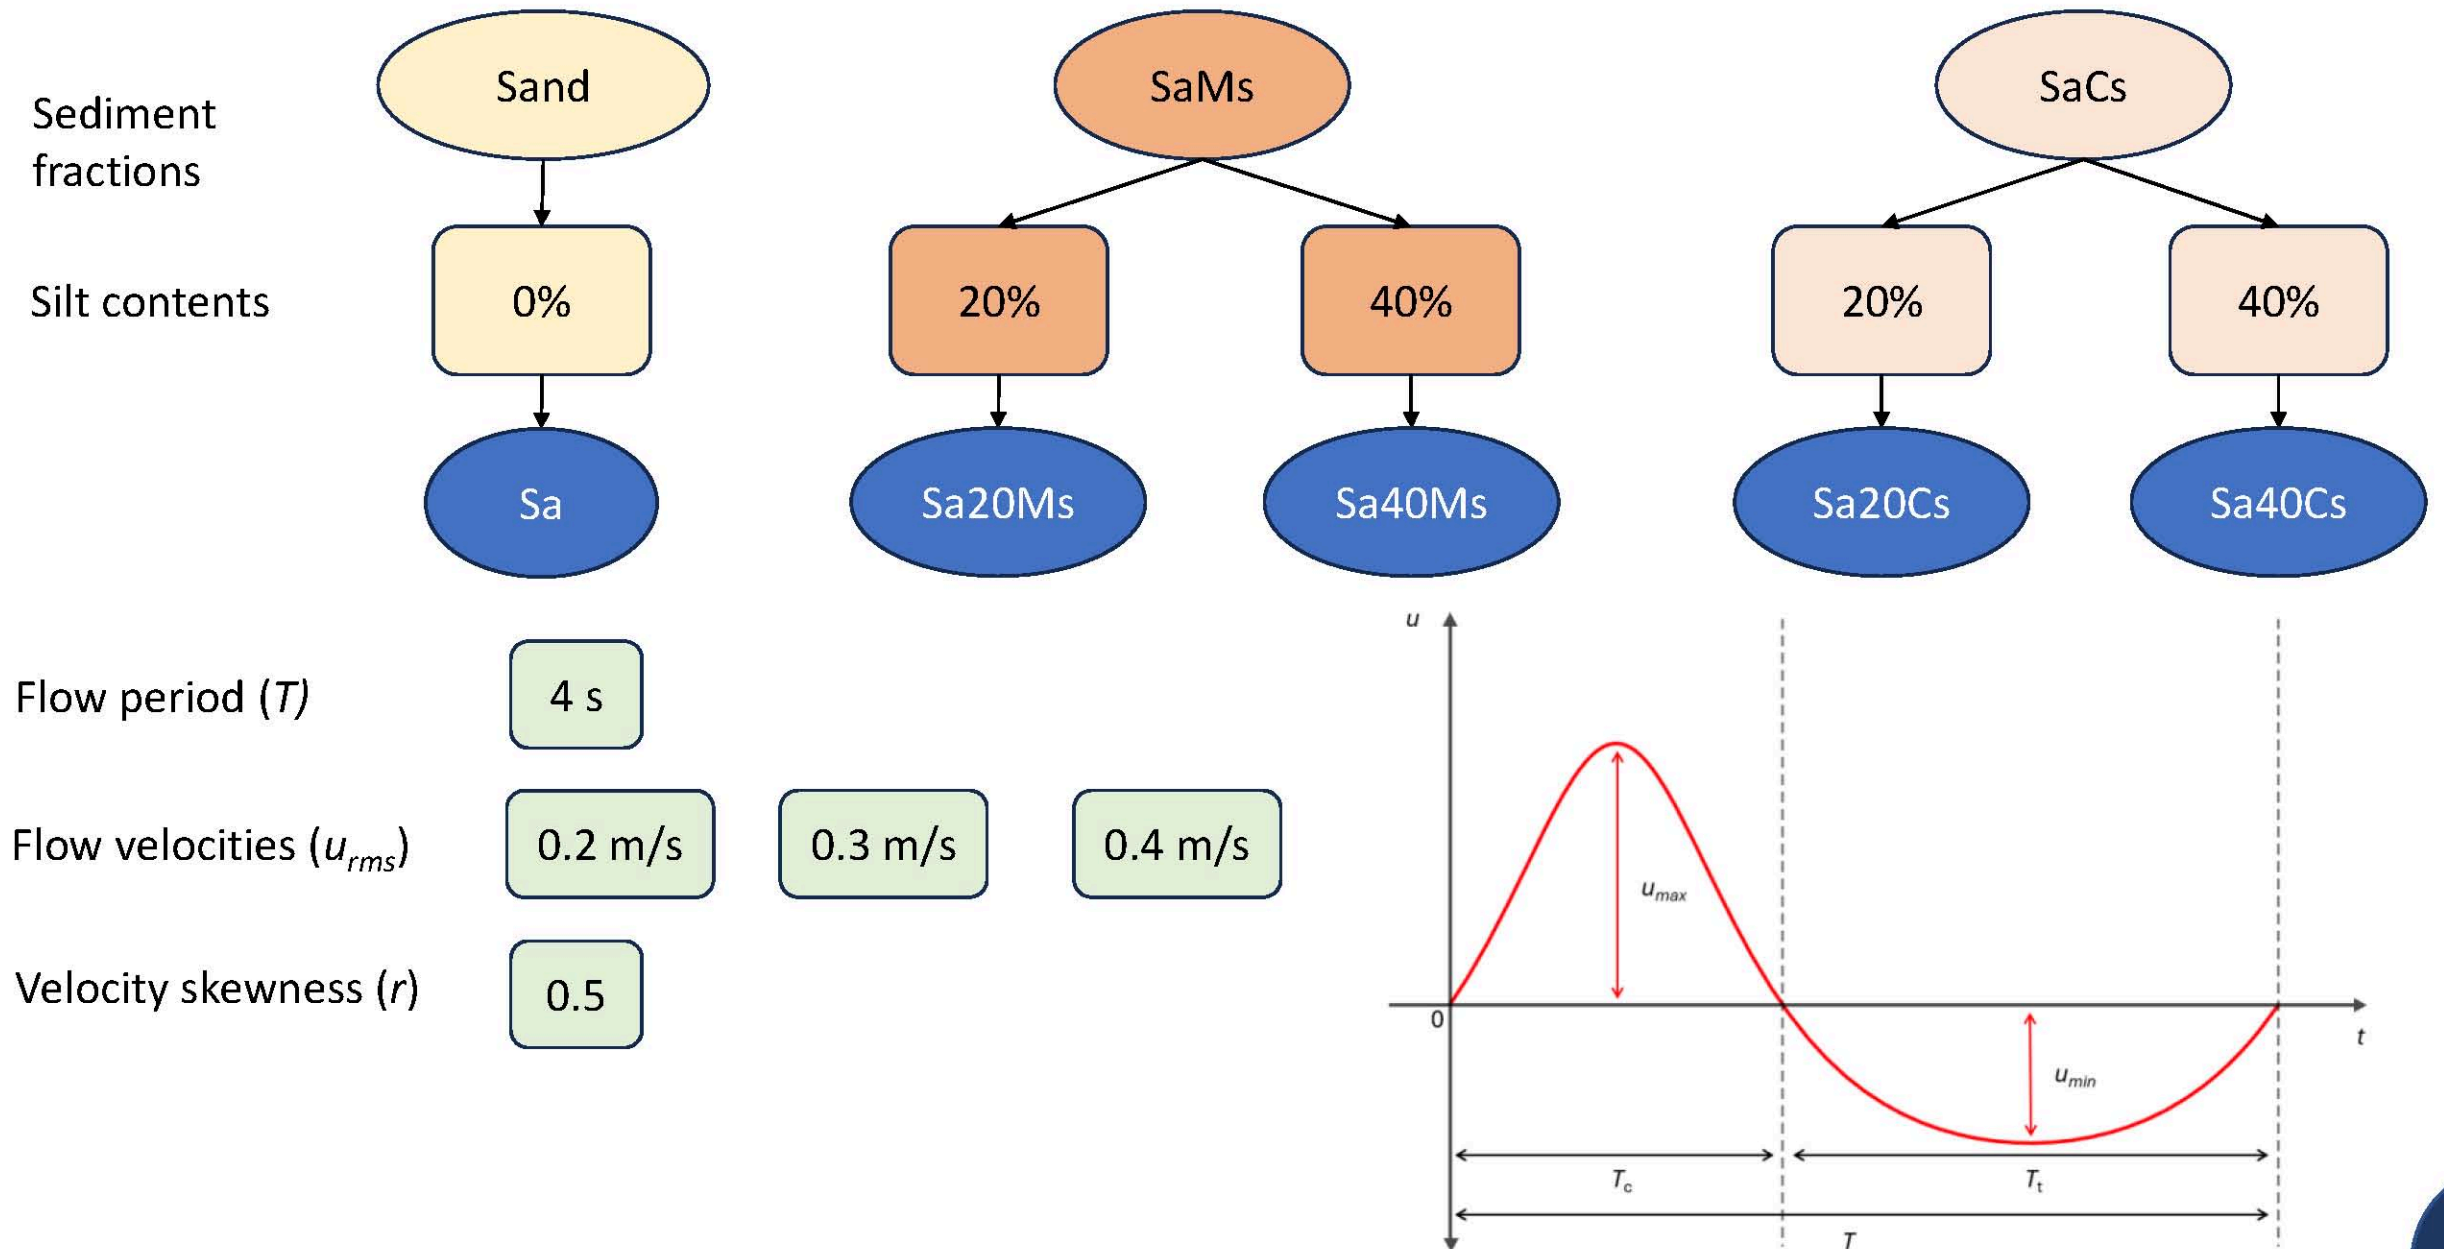 Sand
SaMs
SaCs
Sediment
fractions
Silt contents
0%
20%
40%
20%
40%
Sa
Sa20Ms
Sa40Ms
Sa20Cs
Sa40Cs
Flow period (T)
4 s
Flow velocities (urms)
0.2 m/s
0.3 m/s
0.4 m/s
Velocity skewness (r)
0.5
u
umax
0
t
umin
Tc
Tt
T